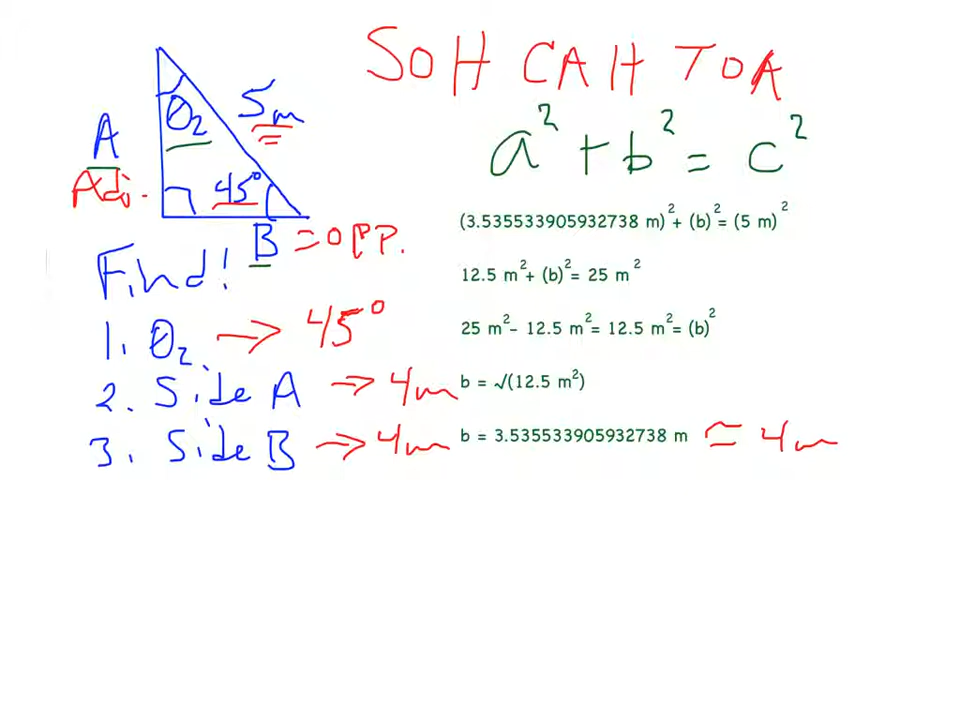 SOH CAH TOA
a² + b² = c²
θ₂
5m
A
Adj.
45°
B = OPP.
(3.535533905932738 m)² + (b)² = (5 m)²
12.5 m² + (b)² = 25 m²
25 m² - 12.5 m² = 12.5 m² = (b)²
b = √(12.5 m²)
b = 3.535533905932738 m ≃ 4m
Find!
1. θ₂ → 45°
2. Side A → 4m
3. Side B → 4m